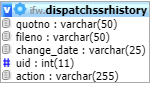 ifw.dispatchssrhistory
quotno : varchar(50)
fileno : varchar(50)
change_date : varchar(25)
# uid : int(11)
action : varchar(255)